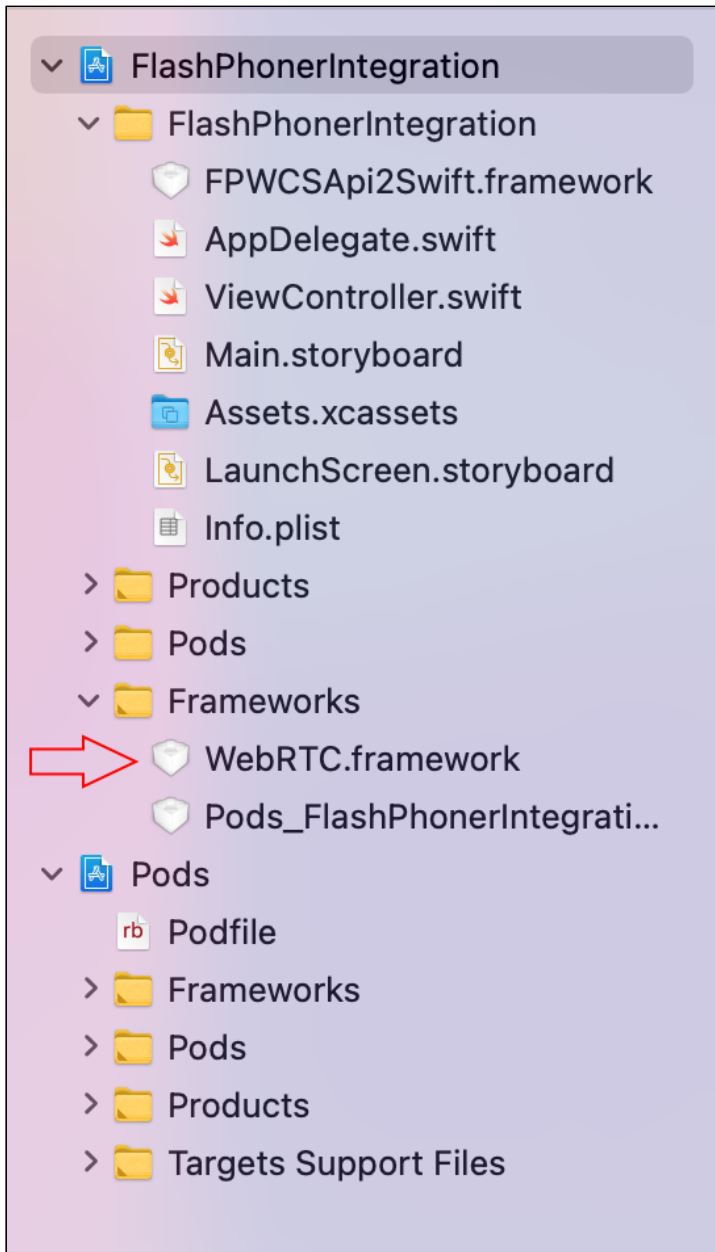 FlashPhonerIntegration
FlashPhonerIntegration
FPWCSApi2Swift.framework
AppDelegate.swift
ViewController.swift
Main.storyboard
Assets.xcassets
LaunchScreen.storyboard
Info.plist
Products
Pods
Frameworks
WebRTC.framework
Pods_FlashPhonerIntegrati...
Pods
rb Podfile
Frameworks
Pods
Products
Targets Support Files